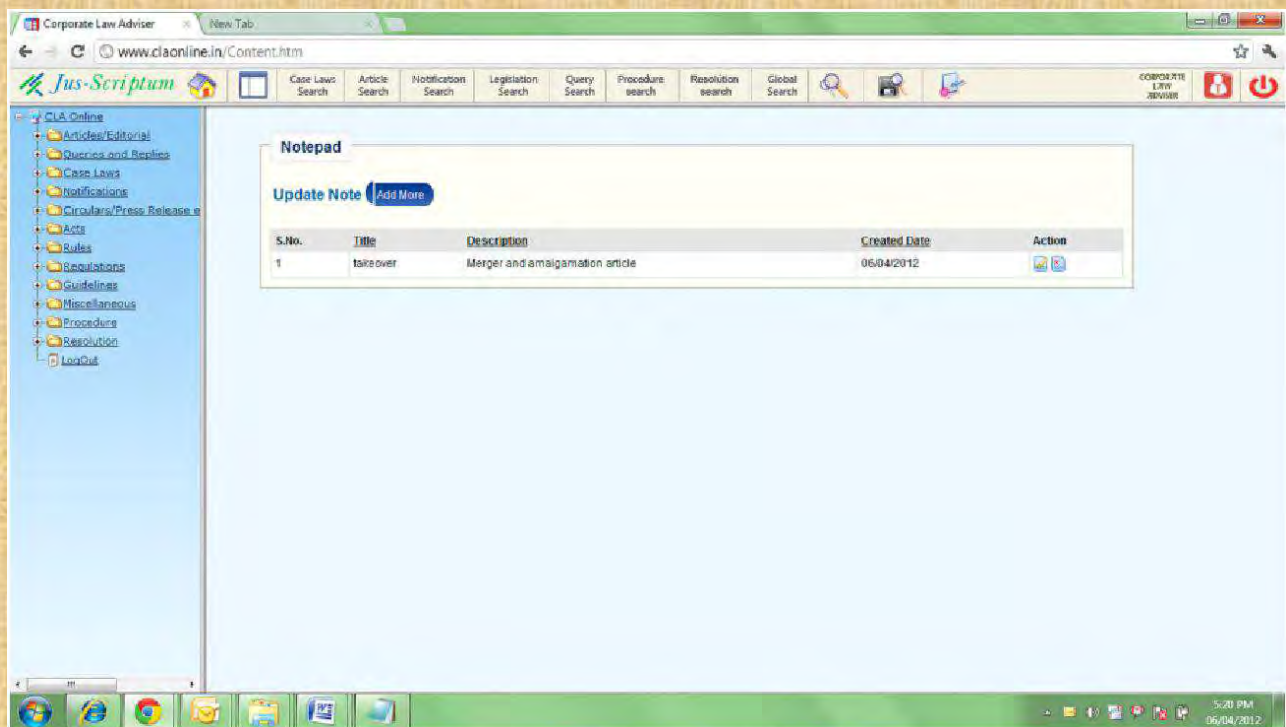 Corporate Law Adviser
New Tab
www.claonline.in/Content.htm
Jus-Scriptum
Case Laws Search
Article Search
Notification Search
Legislation Search
Query Search
Procedure search
Resolution search
Global Search
CORPORATE LAW ADVISER
CLA Online
Articles/Editorial
Queries and Replies
Case Laws
Notifications
Circulars/Press Release e
Acts
Rules
Regulations
Guidelines
Miscellaneous
Procedure
Resolution
LogOut
Notepad
Update Note Add More
S.No. Title Description Created Date Action
1 takeover Merger and amalgamation article 06/04/2012
5:20 PM
06/04/2012